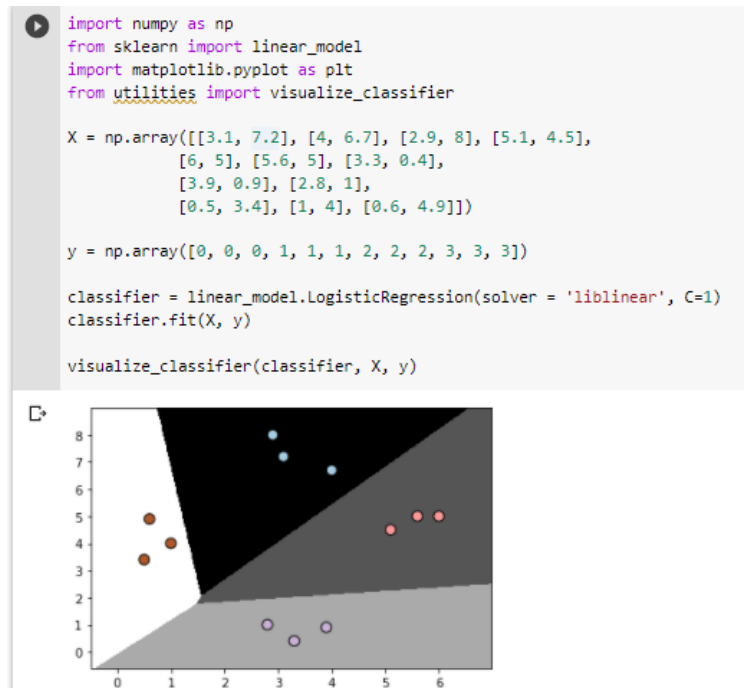 import numpy as np
from sklearn import linear_model
import matplotlib.pyplot as plt
from utilities import visualize_classifier
X = np.array([[3.1, 7.2], [4, 6.7], [2.9, 8], [5.1, 4.5],
[6, 5], [5.6, 5], [3.3, 0.4],
[3.9, 0.9], [2.8, 1],
[0.5, 3.4], [1, 4], [0.6, 4.9]])
y = np.array([0, 0, 0, 1, 1, 1, 2, 2, 2, 3, 3, 3])
classifier = linear_model.LogisticRegression(solver = 'liblinear', C=1)
classifier.fit(X, y)
visualize_classifier(classifier, X, y)
8
7
6
5
4
3
2
1
0
0 1 2 3 4 5 6